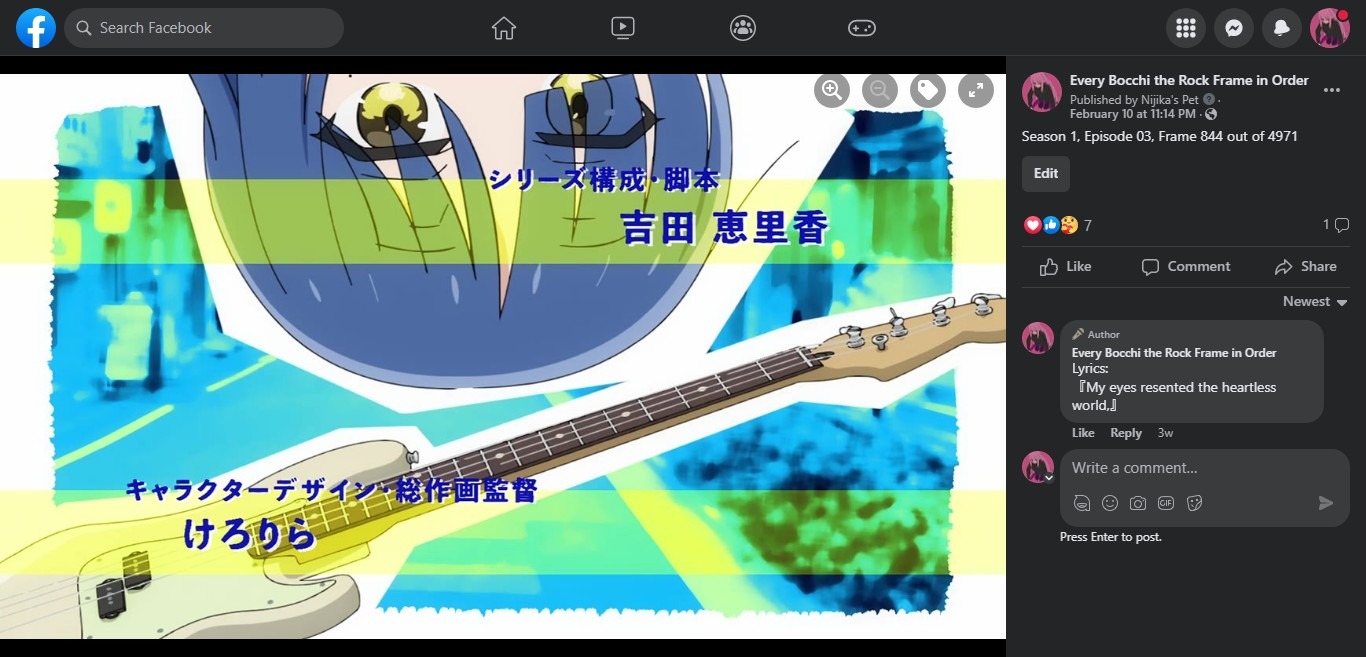 Search Facebook
シリーズ構成・脚本
吉田 恵里香
キャラクターデザイン・総作画監督
けろりら
Every Bocchi the Rock Frame in Order
Published by Nijika's Pet ·
February 10 at 11:14 PM ·
Season 1, Episode 03, Frame 844 out of 4971
Edit
7
1
Like
Comment
Share
Newest
Author
Every Bocchi the Rock Frame in Order
Lyrics:
『My eyes resented the heartless
world,』
Like Reply 3w
Write a comment...
GIF
Press Enter to post.